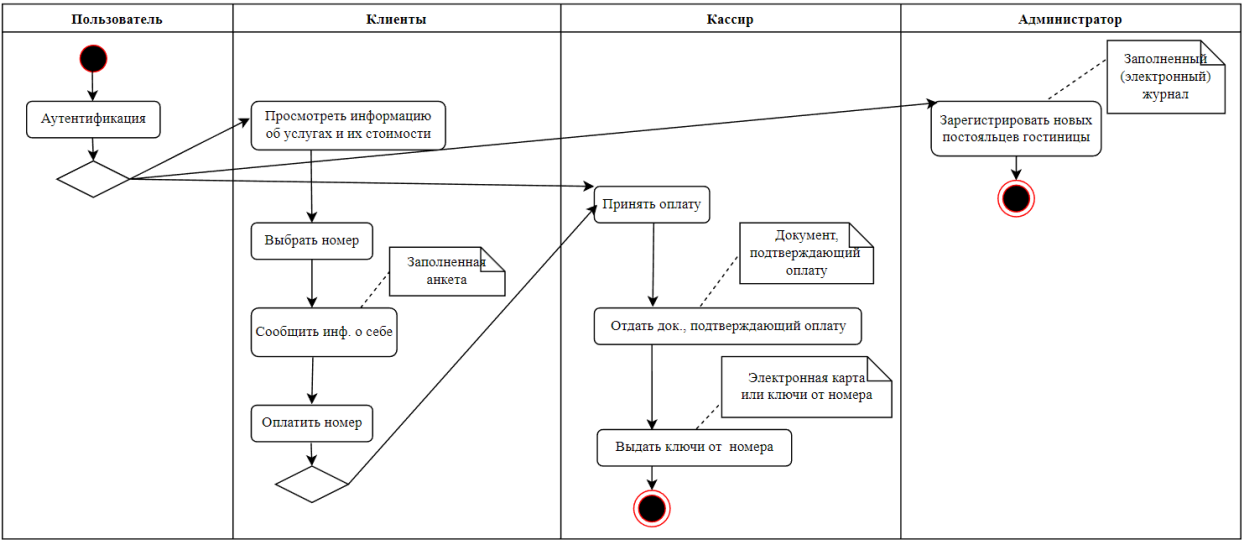 Пользователь
Клиенты
Кассир
Администратор
Аутентификация
Просмотреть информацию
об услугах и их стоимости
Выбрать номер
Заполненная
анкета
Сообщить инф. о себе
Оплатить номер
Принять оплату
Документ,
подтверждающий
оплату
Отдать док., подтверждающий оплату
Электронная карта
или ключи от номера
Выдать ключи от номера
Заполненный
(электронный)
журнал
Зарегистрировать новых
постояльцев гостиницы